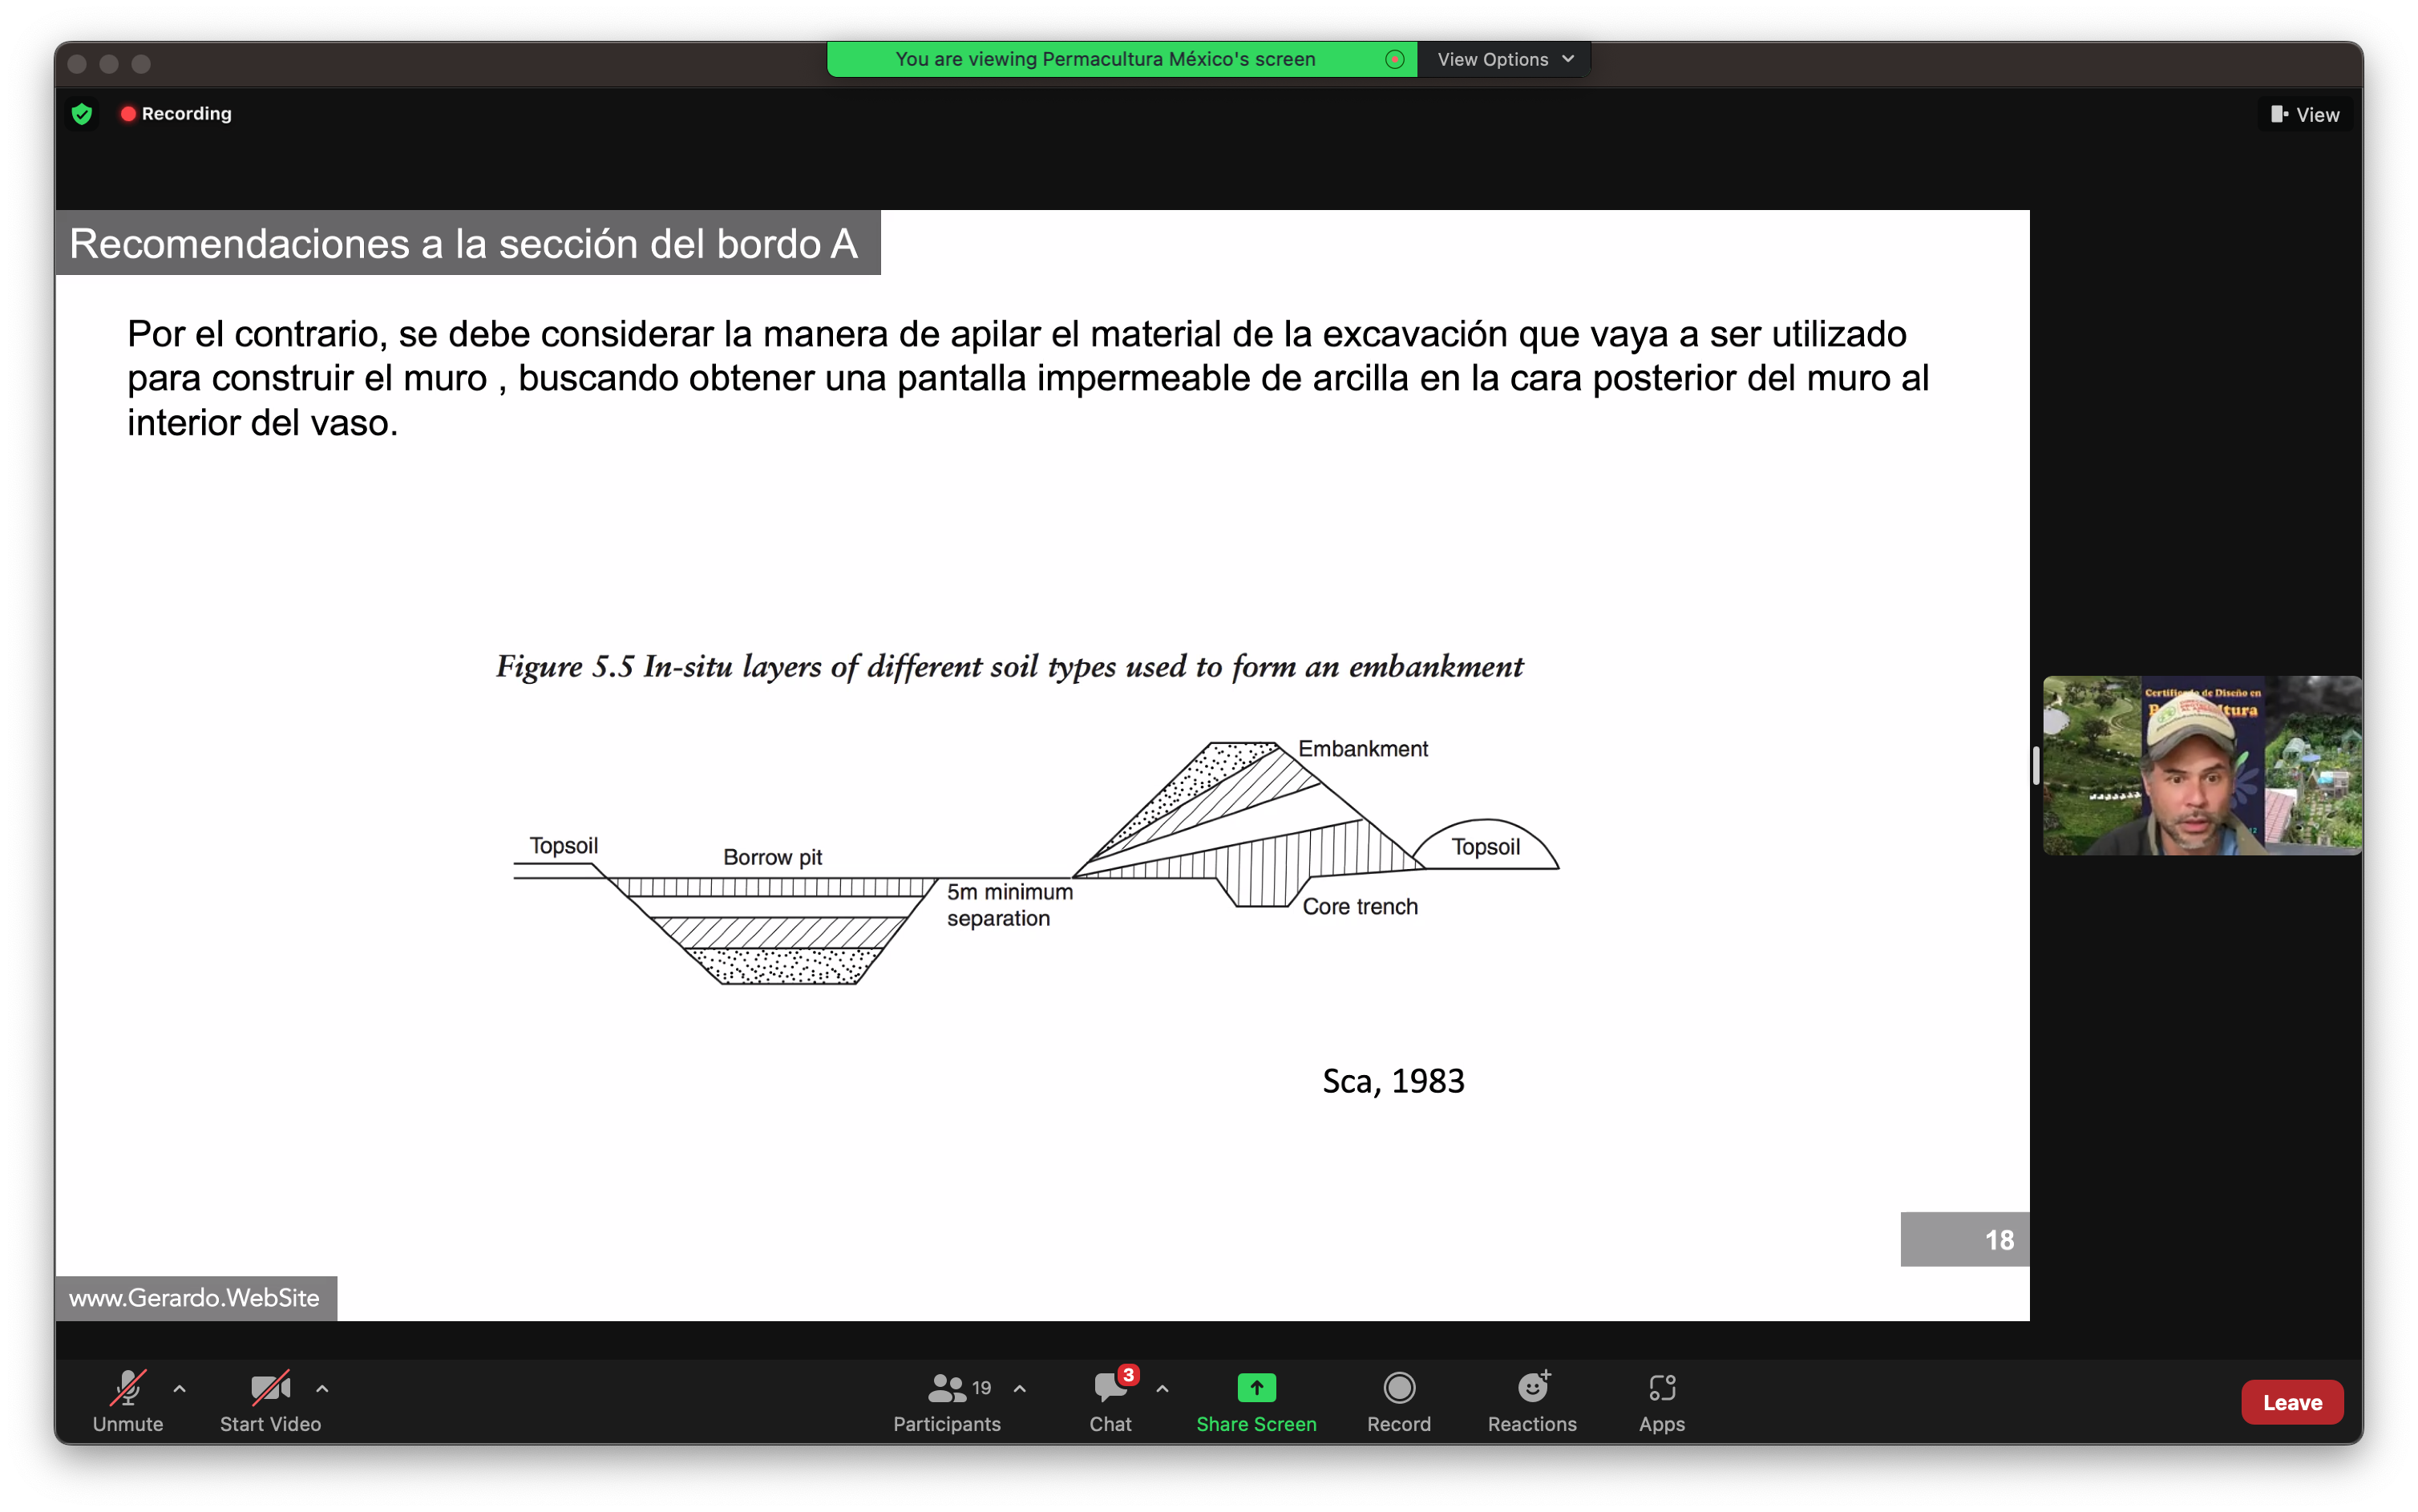 You are viewing Permacultura México's screen
View Options
Recording
View
Recomendaciones a la sección del bordo A
Por el contrario, se debe considerar la manera de apilar el material de la excavación que vaya a ser utilizado
para construir el muro , buscando obtener una pantalla impermeable de arcilla en la cara posterior del muro al
interior del vaso.
Figure 5.5 In-situ layers of different soil types used to form an embankment
Embankment
Topsoil
Borrow pit
Topsoil
5m minimum
separation
Core trench
Sca, 1983
Certificado de Diseño en
18
www.Gerardo.WebSite
Unmute
Start Video
19
Participants
3
Chat
Share Screen
Record
Reactions
Apps
Leave